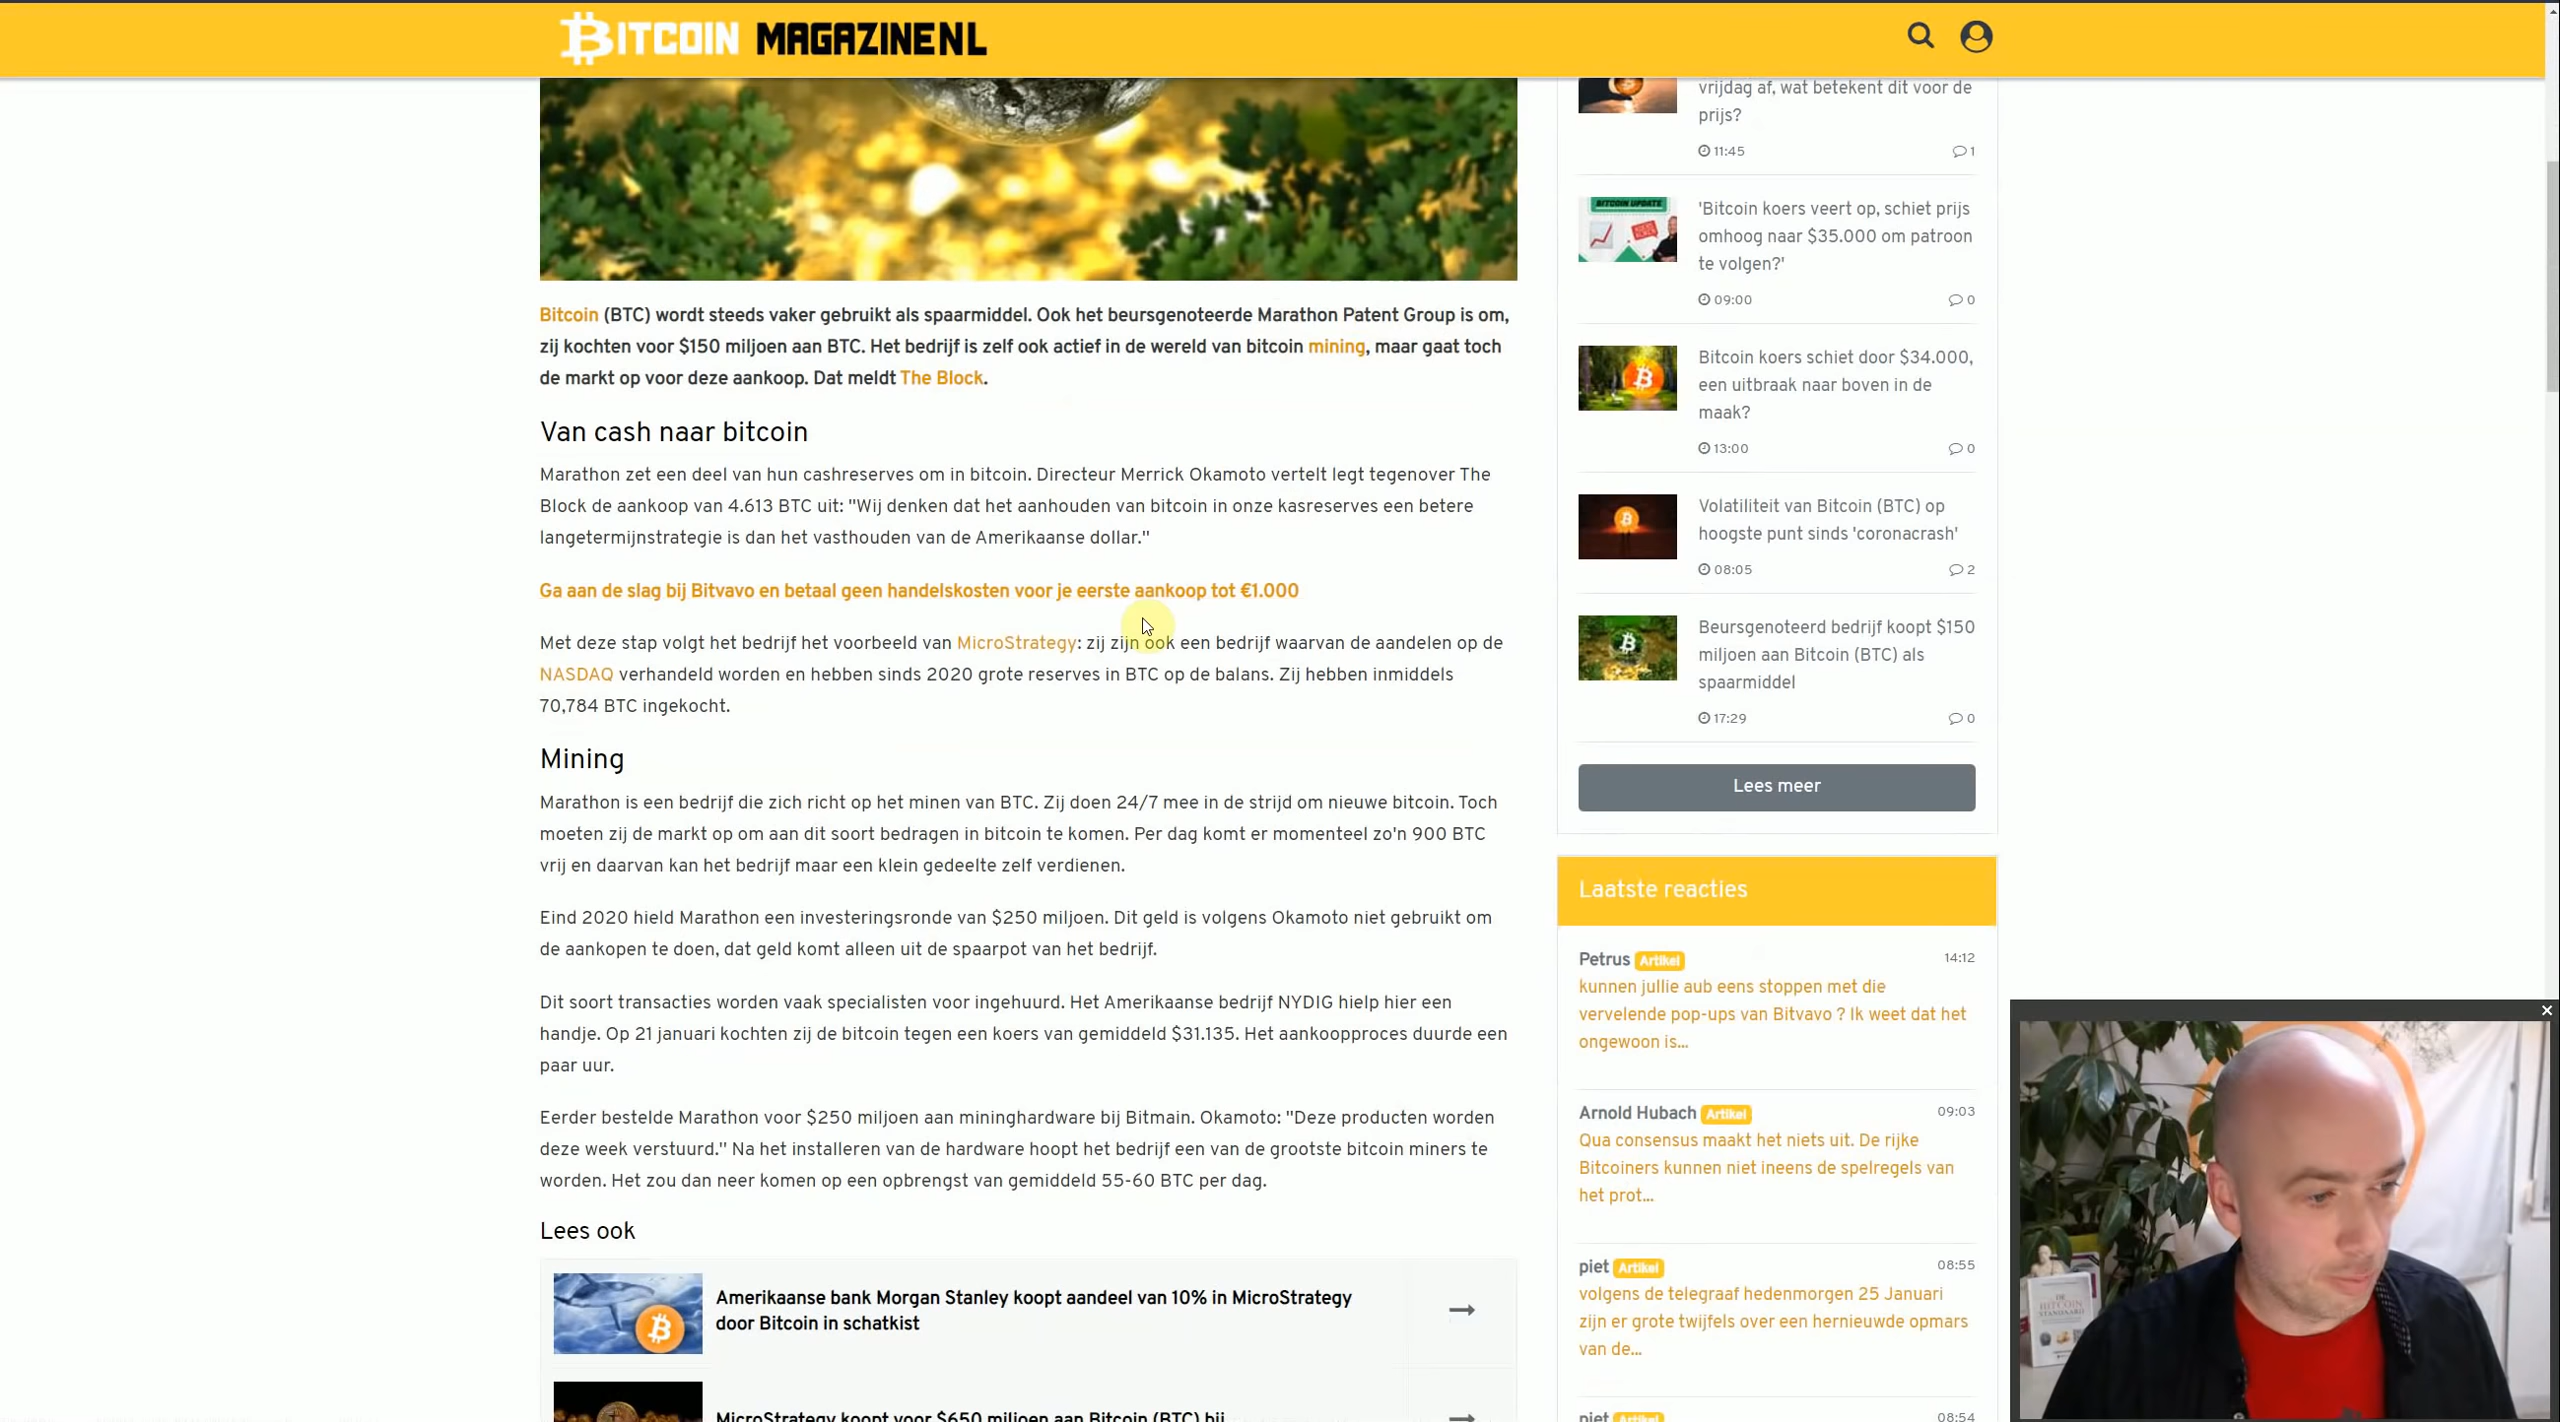 BITCOIN MAGAZINENL
Bitcoin (BTC) wordt steeds vaker gebruikt als spaarmiddel. Ook het beursgenoteerde Marathon Patent Group is om,
zij kochten voor $150 miljoen aan BTC. Het bedrijf is zelf ook actief in de wereld van bitcoin mining, maar gaat toch
de markt op voor deze aankoop. Dat meldt The Block.
Van cash naar bitcoin
Marathon zet een deel van hun cashreserves om in bitcoin. Directeur Merrick Okamoto vertelt legt tegenover The
Block de aankoop van 4.613 BTC uit: "Wij denken dat het aanhouden van bitcoin in onze kasreserves een betere
langetermijnstrategie is dan het vasthouden van de Amerikaanse dollar."
Ga aan de slag bij Bitvavo en betaal geen handelskosten voor je eerste aankoop tot €1.000
Met deze stap volgt het bedrijf het voorbeeld van MicroStrategy: zij zijn ook een bedrijf waarvan de aandelen op de
NASDAQ verhandeld worden en hebben sinds 2020 grote reserves in BTC op de balans. Zij hebben inmiddels
70,784 BTC ingekocht.
Mining
Marathon is een bedrijf die zich richt op het minen van BTC. Zij doen 24/7 mee in de strijd om nieuwe bitcoin. Toch
moeten zij de markt op om aan dit soort bedragen in bitcoin te komen. Per dag komt er momenteel zo'n 900 BTC
vrij en daarvan kan het bedrijf maar een klein gedeelte zelf verdienen.
Eind 2020 hield Marathon een investeringsronde van $250 miljoen. Dit geld is volgens Okamoto niet gebruikt om
de aankopen te doen, dat geld komt alleen uit de spaarpot van het bedrijf.
Dit soort transacties worden vaak specialisten voor ingehuurd. Het Amerikaanse bedrijf NYDIG hielp hier een
handje. Op 21 januari kochten zij de bitcoin tegen een koers van gemiddeld $31.135. Het aankoopproces duurde een
paar uur.
Eerder bestelde Marathon voor $250 miljoen aan mininghardware bij Bitmain. Okamoto: "Deze producten worden
deze week verstuurd." Na het installeren van de hardware hoopt het bedrijf een van de grootste bitcoin miners te
worden. Het zou dan neer komen op een opbrengst van gemiddeld 55-60 BTC per dag.
Lees ook
Amerikaanse bank Morgan Stanley koopt aandeel van 10% in MicroStrategy
door Bitcoin in schatkist
MicroStrategy koopt voor $650 miljoen aan Bitcoin (BTC) bij
vrijdag af, wat betekent dit voor de
prijs?
11:45 1
BITCOIN UPDATE
'Bitcoin koers veert op, schiet prijs
omhoog naar $35.000 om patroon
te volgen?'
09:00 0
Bitcoin koers schiet door $34.000,
een uitbraak naar boven in de
maak?
13:00 0
Volatiliteit van Bitcoin (BTC) op
hoogste punt sinds 'coronacrash'
08:05 2
Beursgenoteerd bedrijf koopt $150
miljoen aan Bitcoin (BTC) als
spaarmiddel
17:29 0
Lees meer
Laatste reacties
Petrus Artikel 14:12
kunnen jullie aub eens stoppen met die
vervelende pop-ups van Bitvavo ? Ik weet dat het
ongewoon is...
Arnold Hubach Artikel 09:03
Qua consensus maakt het niets uit. De rijke
Bitcoiners kunnen niet ineens de spelregels van
het prot...
piet Artikel 08:55
volgens de telegraaf hedenmorgen 25 Januari
zijn er grote twijfels over een hernieuwde opmars
van de...
piet Artikel 08:54
DE
BITCOIN
STANDAARD